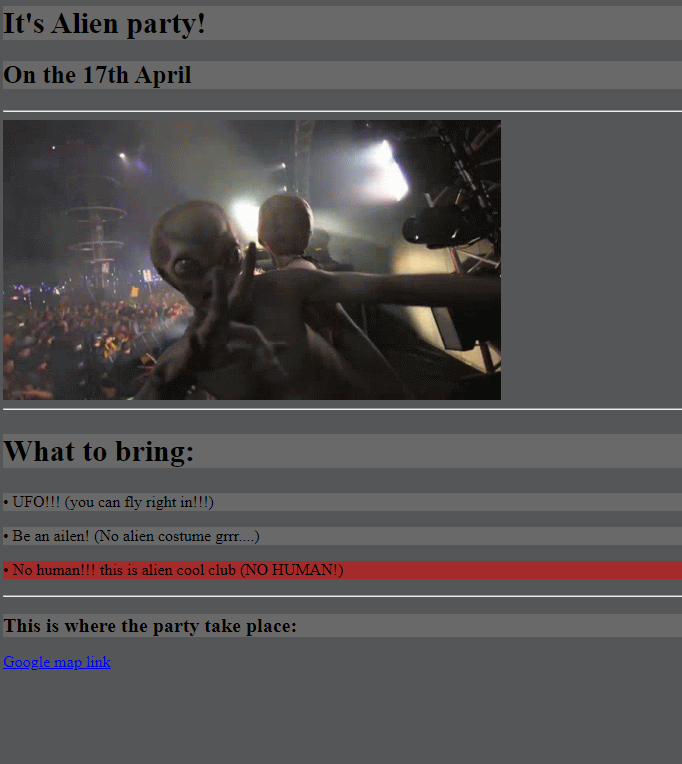 It's Alien party!
On the 17th April
What to bring:
• UFO!!! (you can fly right in!!!)
• Be an ailen! (No alien costume grrr....)
• No human!!! this is alien cool club (NO HUMAN!)
This is where the party take place:
Google map link